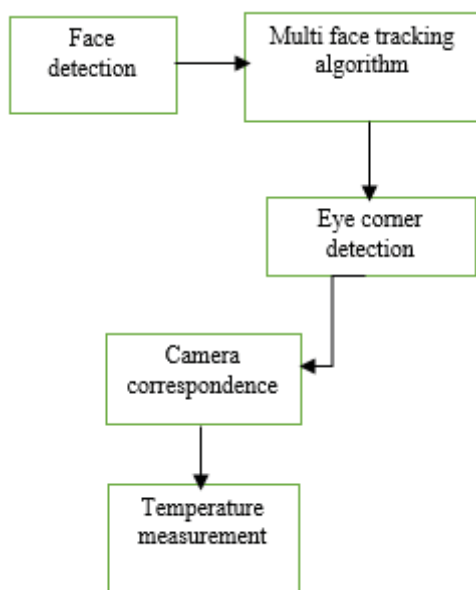 Face
detection
Multi face tracking
algorithm
Eye corner
detection
Camera
correspondence
Temperature
measurement